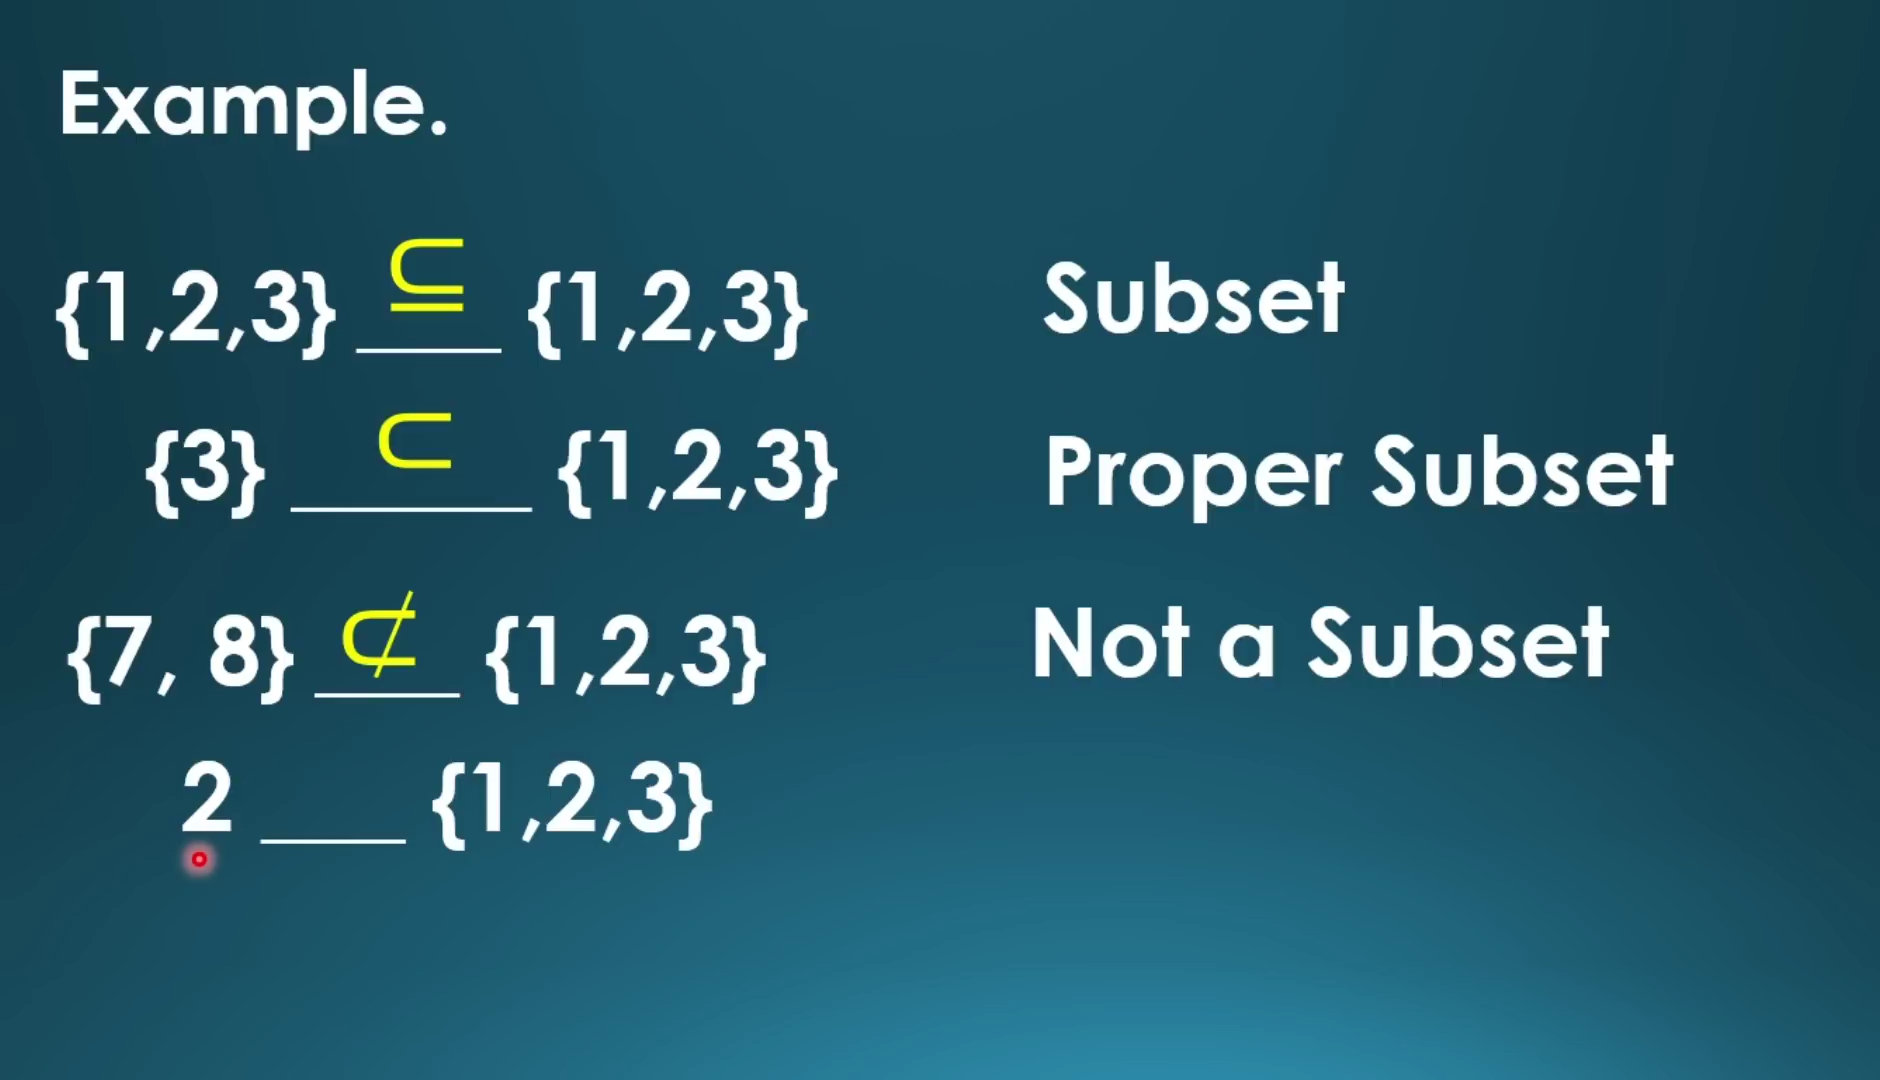 Example.
{1,2,3} ⊆ {1,2,3} Subset
{3} ⊂ {1,2,3} Proper Subset
{7, 8} ⊄ {1,2,3} Not a Subset
2 ___ {1,2,3}